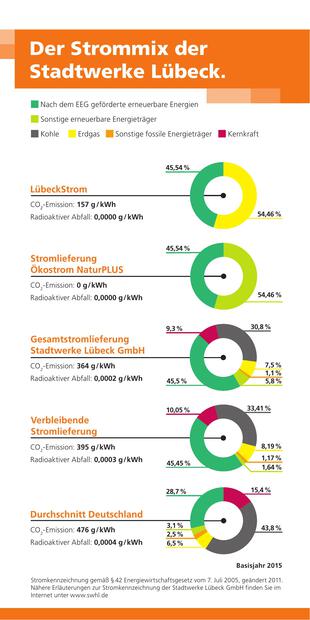 Der Strommix der
Stadtwerke Lübeck.
Nach dem EEG geförderte erneuerbare Energien
Sonstige erneuerbare Energieträger
Kohle Erdgas Sonstige fossile Energieträger Kernkraft
45,54 %
LübeckStrom
CO₂-Emission: 157 g/kWh
Radioaktiver Abfall: 0,0000 g/kWh
54,46 %
45,54 %
Stromlieferung
Ökostrom NaturPLUS
CO₂-Emission: 0 g/kWh
Radioaktiver Abfall: 0,0000 g/kWh
54,46 %
9,3 %
30,8 %
Gesamtstromlieferung
Stadtwerke Lübeck GmbH
CO₂-Emission: 364 g/kWh
Radioaktiver Abfall: 0,0002 g/kWh
7,5 %
1,1 %
5,8 %
45,5 %
10,05 %
33,41 %
Verbleibende
Stromlieferung
CO₂-Emission: 395 g/kWh
Radioaktiver Abfall: 0,0003 g/kWh
8,19 %
1,17 %
1,64 %
45,45 %
28,7 %
15,4 %
Durchschnitt Deutschland
CO₂-Emission: 476 g/kWh
Radioaktiver Abfall: 0,0004 g/kWh
3,1 %
2,5 %
6,5 %
43,8 %
Basisjahr 2015
Stromkennzeichnung gemäß §42 Energiewirtschaftsgesetz vom 7. Juli 2005, geändert 2011.
Nähere Erläuterungen zur Stromkennzeichnung der Stadtwerke Lübeck GmbH finden Sie im
Internet unter www.swhl.de